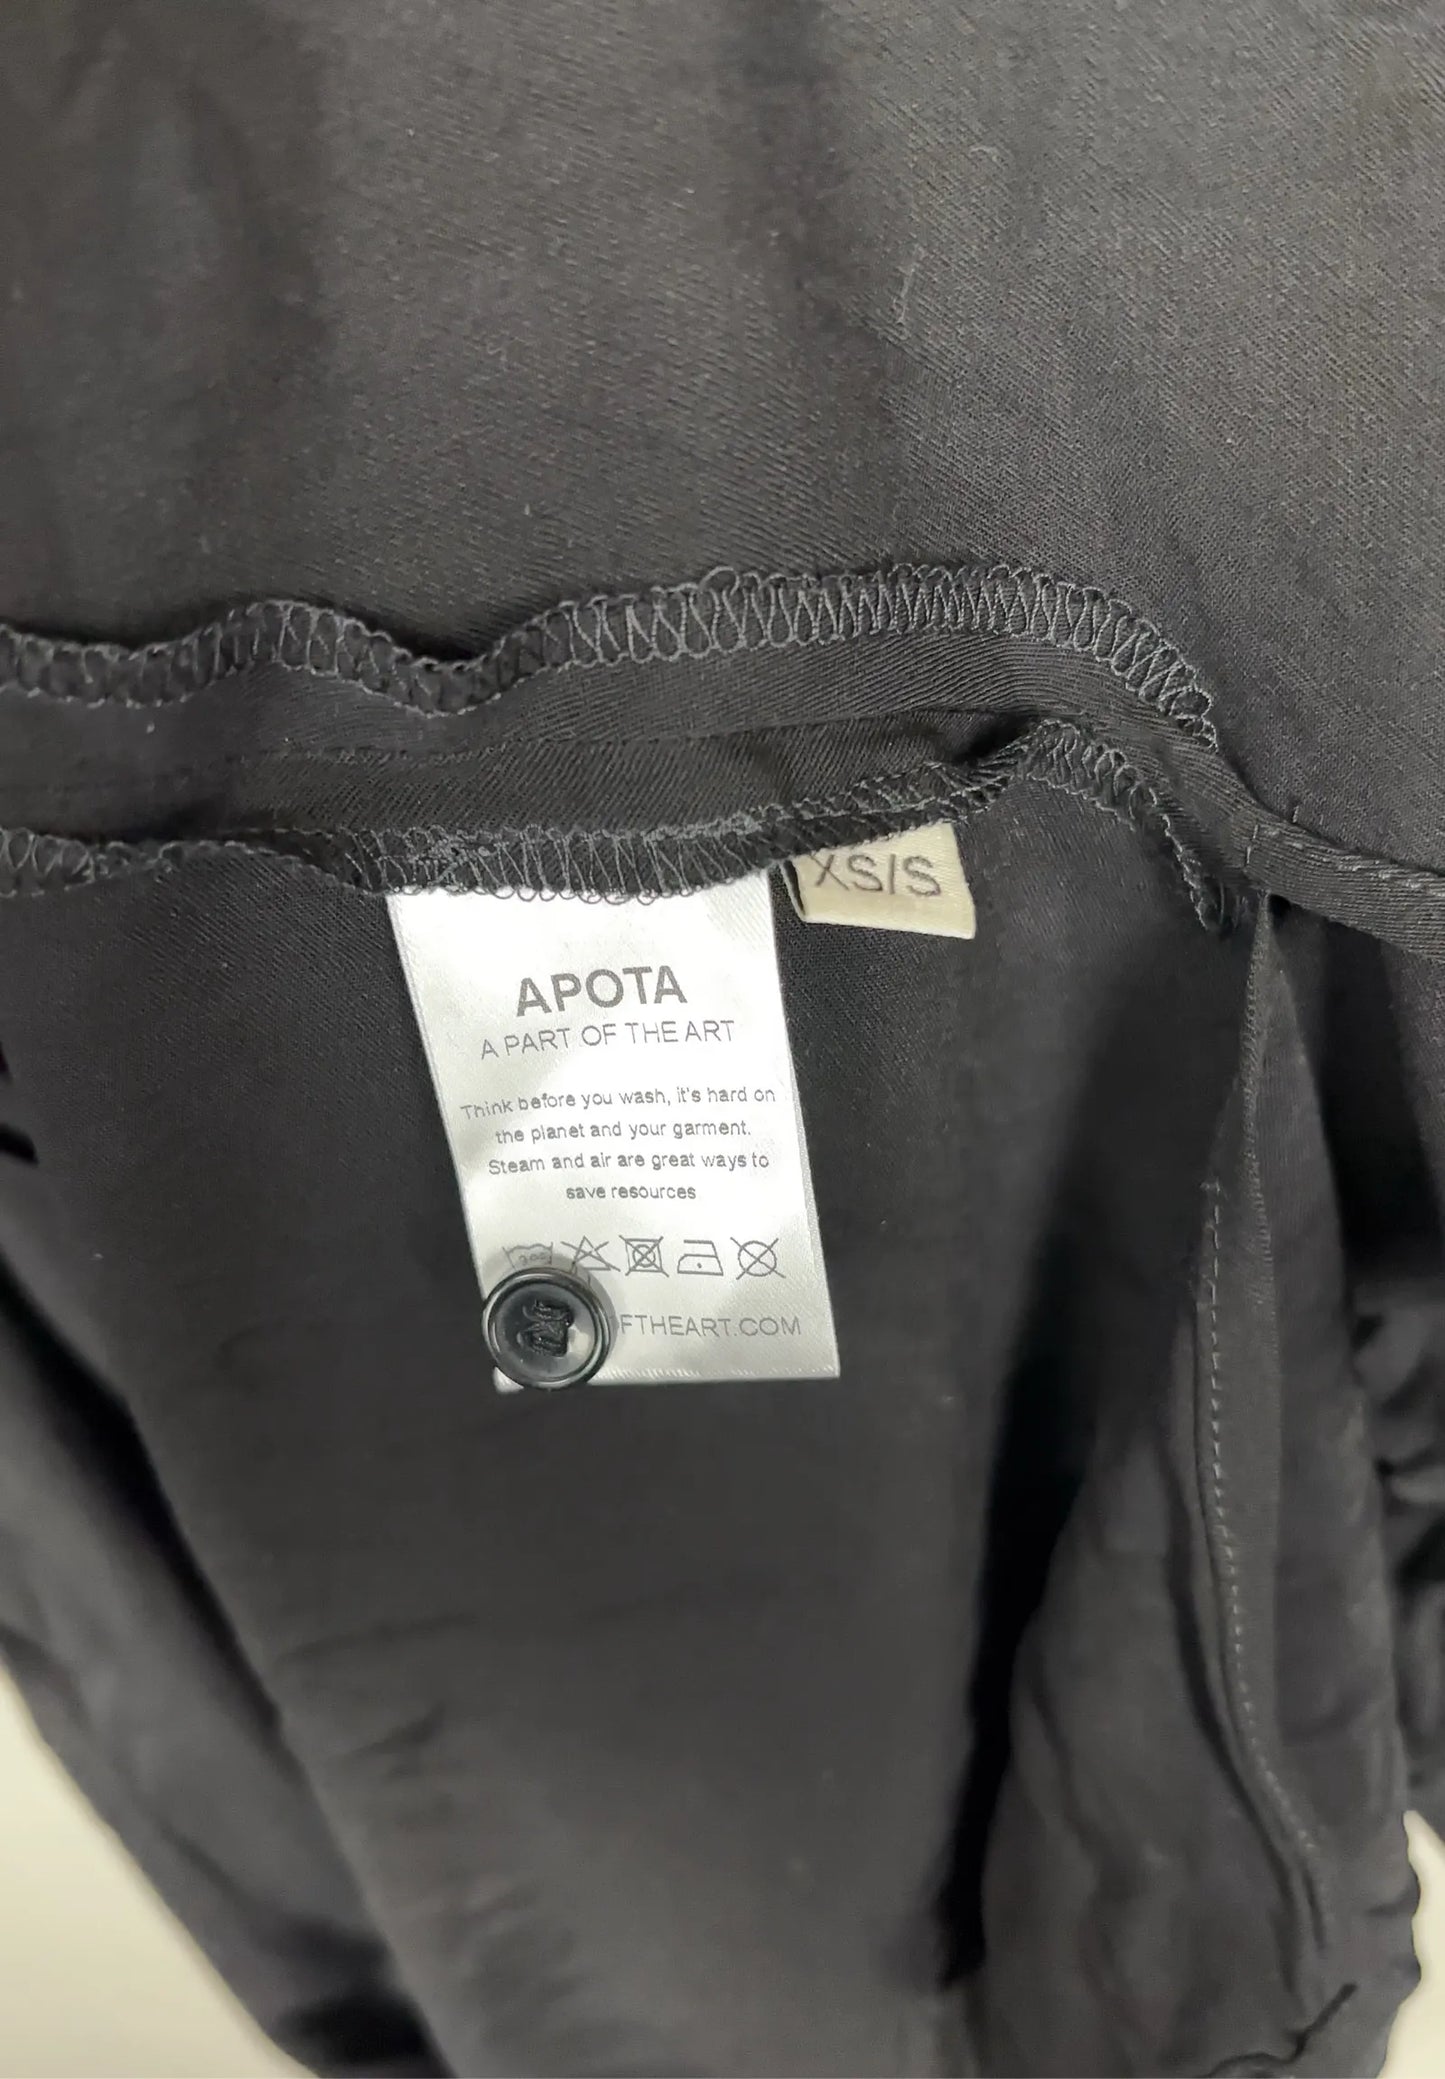 XS/S
APOTA
A PART OF THE ART
Think before you wash, it's hard on
the planet and your garment.
Steam and air are great ways to
save resources
30°
FTHEART.COM